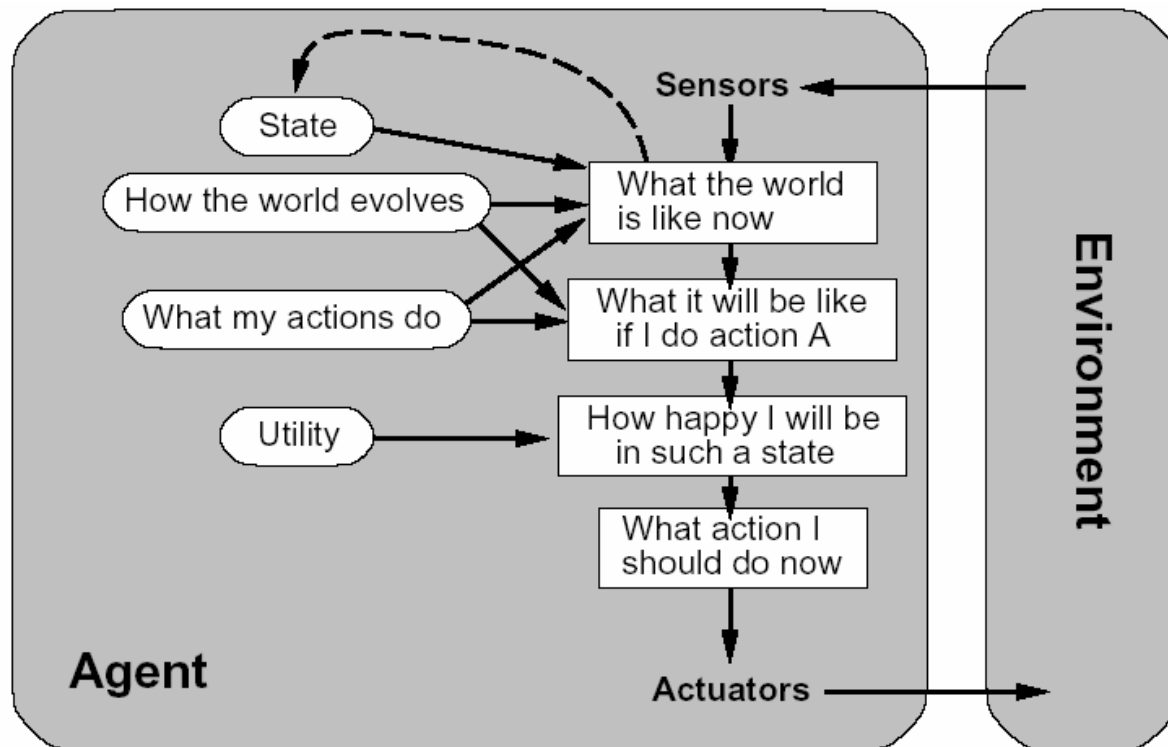 Sensors
State
What the world
is like now
How the world evolves
What it will be like
if I do action A
What my actions do
How happy I will be
in such a state
Utility
What action I
should do now
Agent
Actuators
Environment